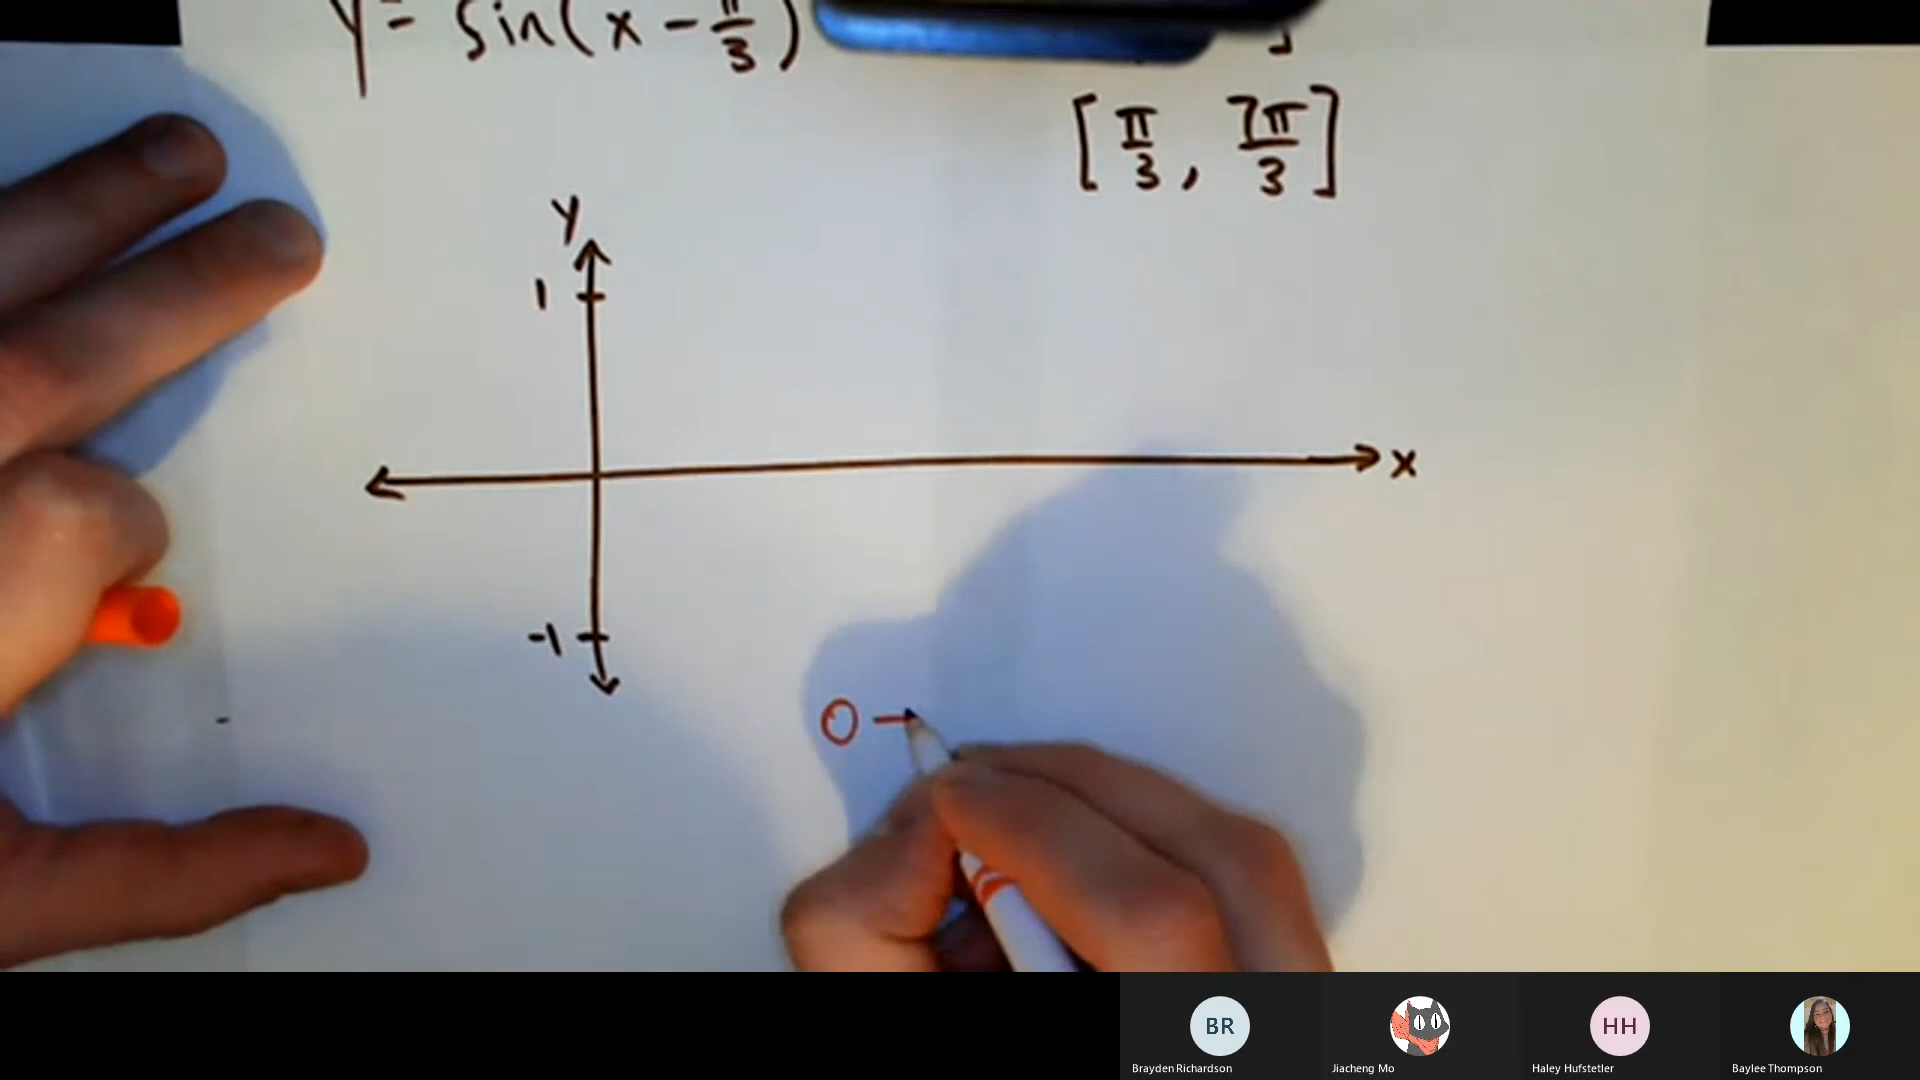 y = sin(x - π/3)
[π/3, 7π/3]
y
1
x
-1
0 -
BR
HH
Brayden Richardson
Jiacheng Mo
Haley Hufstetler
Baylee Thompson